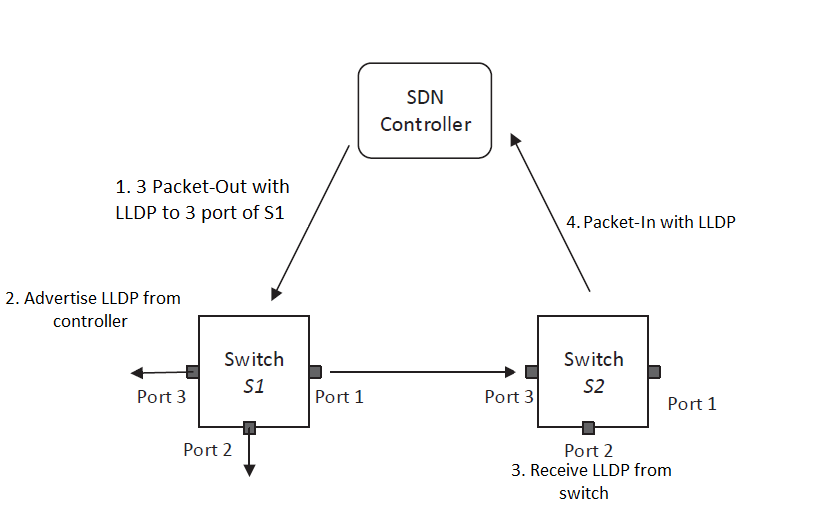 SDN
Controller
1. 3 Packet-Out with
LLDP to 3 port of S1
4. Packet-In with LLDP
2. Advertise LLDP from
controller
Switch
S1
Switch
S2
Port 3
Port 1
Port 3
Port 1
Port 2
Port 2
3. Receive LLDP from
switch